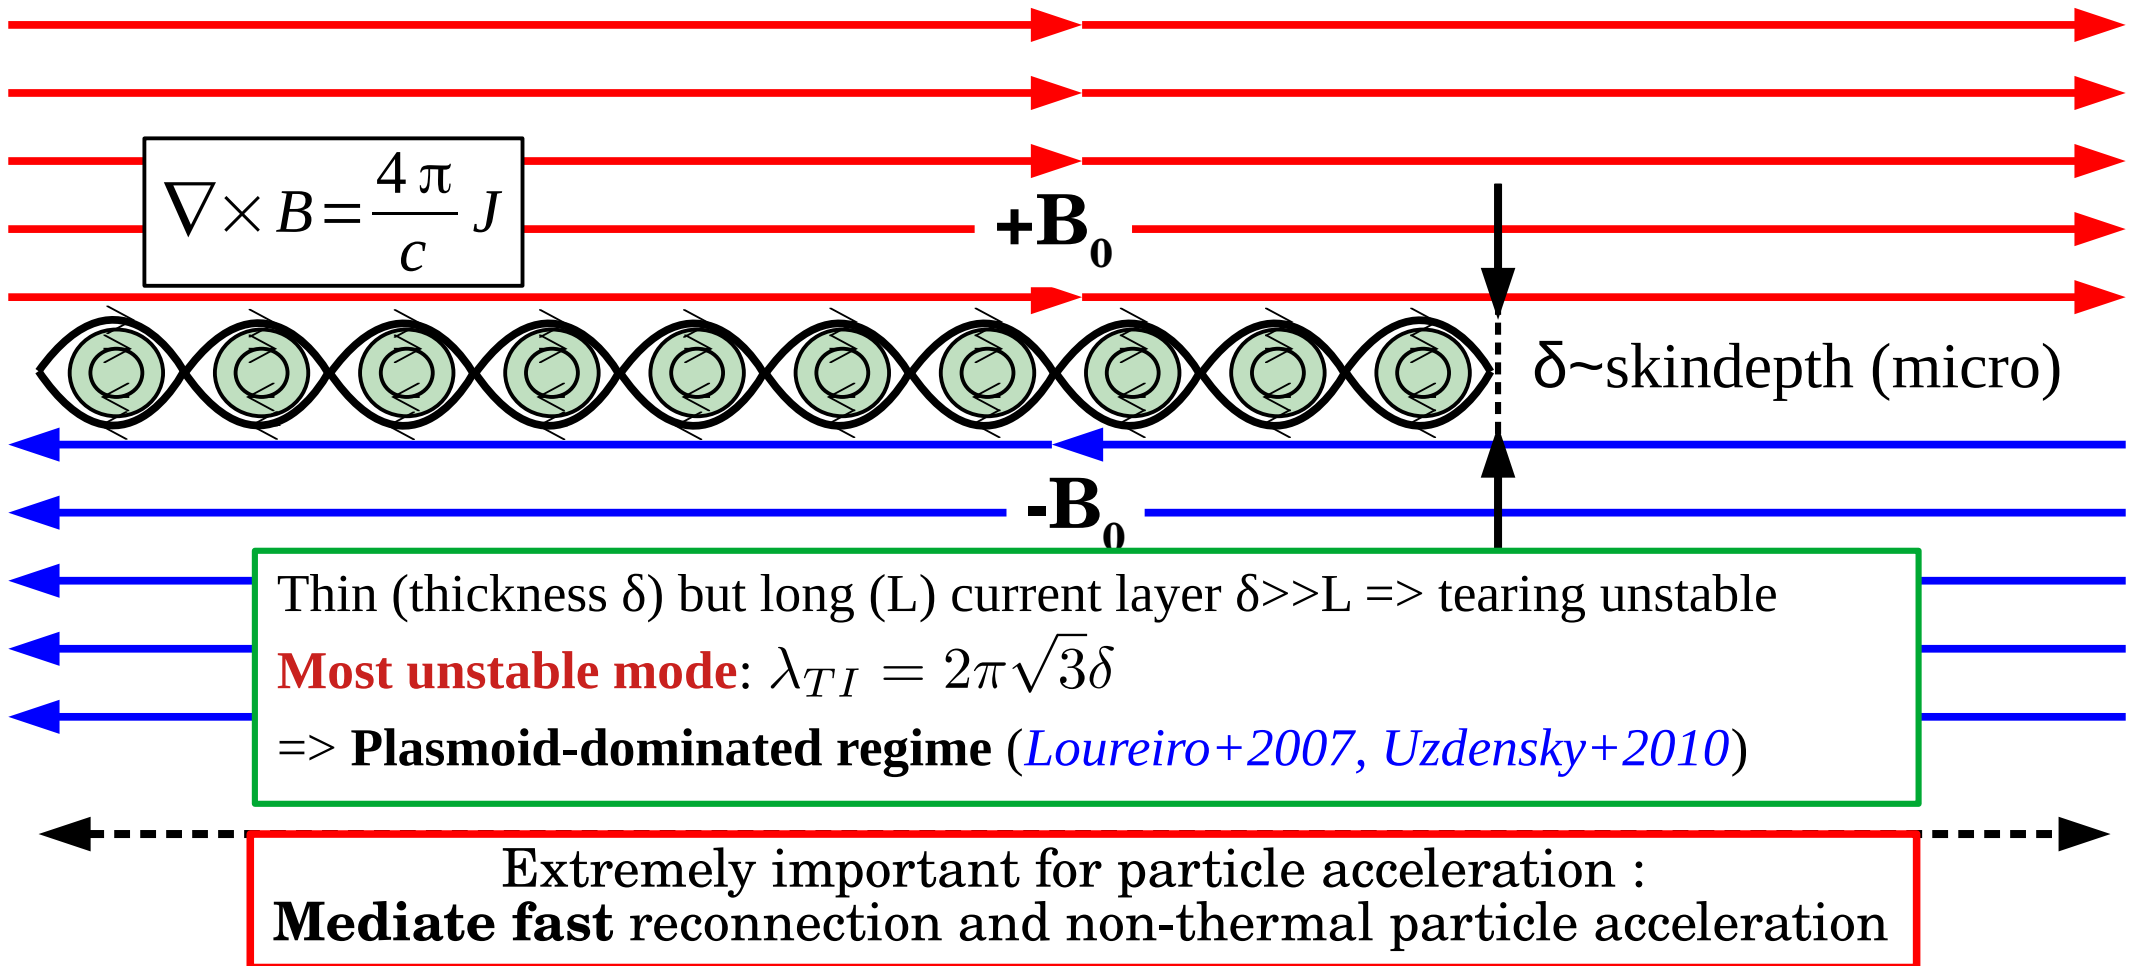 ∇×B=4π/c J
+B₀
δ~skindepth (micro)
-B₀
Thin (thickness δ) but long (L) current layer δ>>L => tearing unstable
Most unstable mode: λ_TI = 2π√3δ
=> Plasmoid-dominated regime (Loureiro+2007, Uzdensky+2010)
Extremely important for particle acceleration :
Mediate fast reconnection and non-thermal particle acceleration